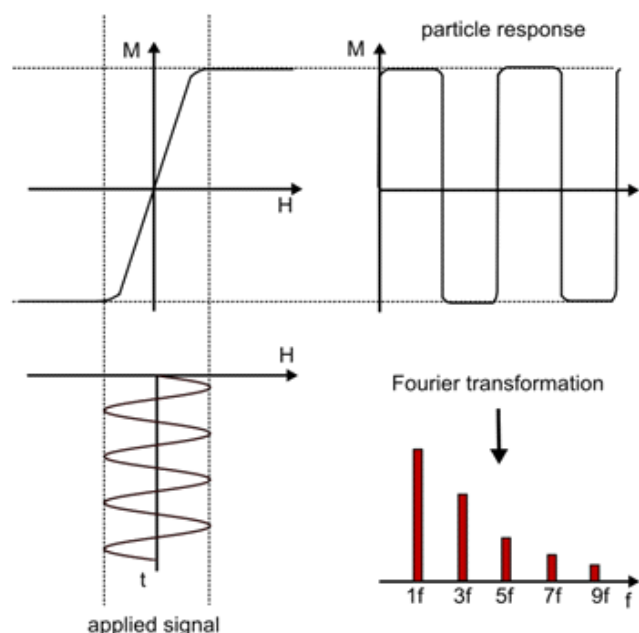 particle response
M
M
H
H
Fourier transformation
t
1f 3f 5f 7f 9f f
applied signal